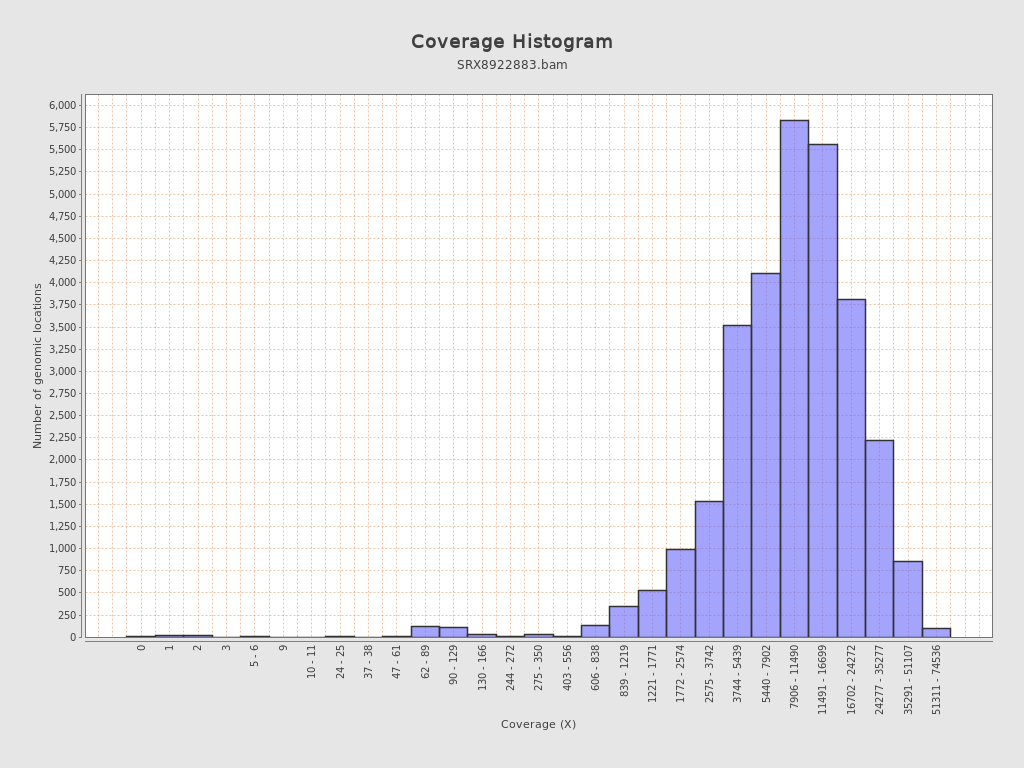 Coverage Histogram
SRX8922883.bam
Number of genomic locations
6,000
5,750
5,500
5,250
5,000
4,750
4,500
4,250
4,000
3,750
3,500
3,250
3,000
2,750
2,500
2,250
2,000
1,750
1,500
1,250
1,000
750
500
250
0
0
1
2
3
5 - 6
9
10 - 11
24 - 25
37 - 38
47 - 61
62 - 89
90 - 129
130 - 166
244 - 272
275 - 350
403 - 556
606 - 838
839 - 1219
1221 - 1771
1772 - 2574
2575 - 3742
3744 - 5439
5440 - 7902
7906 - 11490
11491 - 16699
16702 - 24272
24277 - 35277
35291 - 51107
51311 - 74536
Coverage (X)